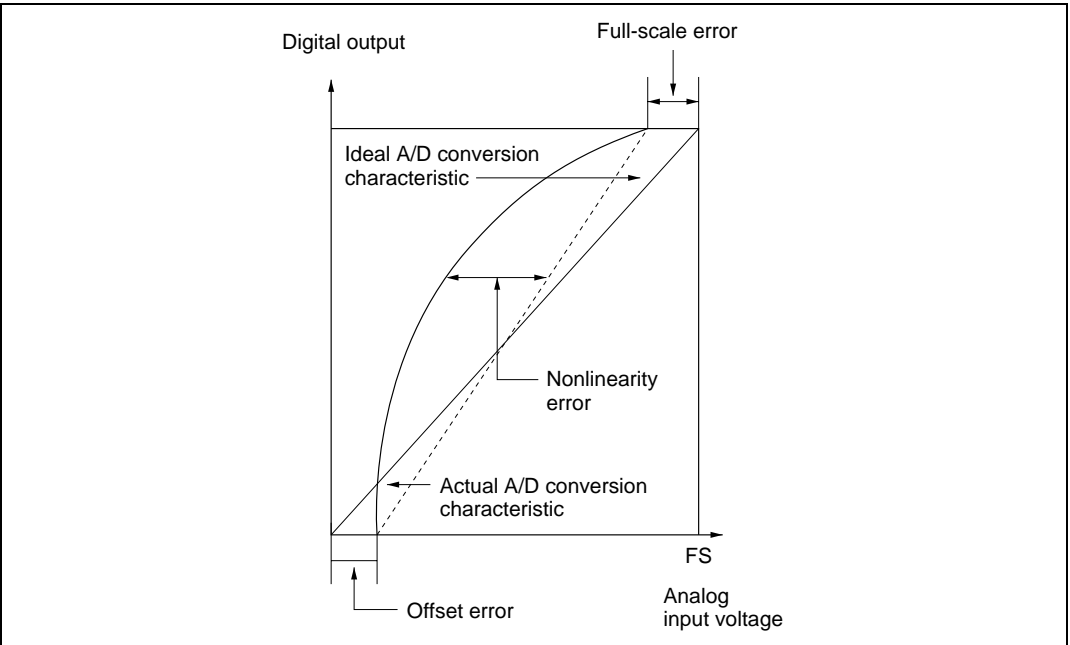 Full-scale error
Digital output
Ideal A/D conversion
characteristic
Nonlinearity
error
Actual A/D conversion
characteristic
FS
Offset error
Analog
input voltage